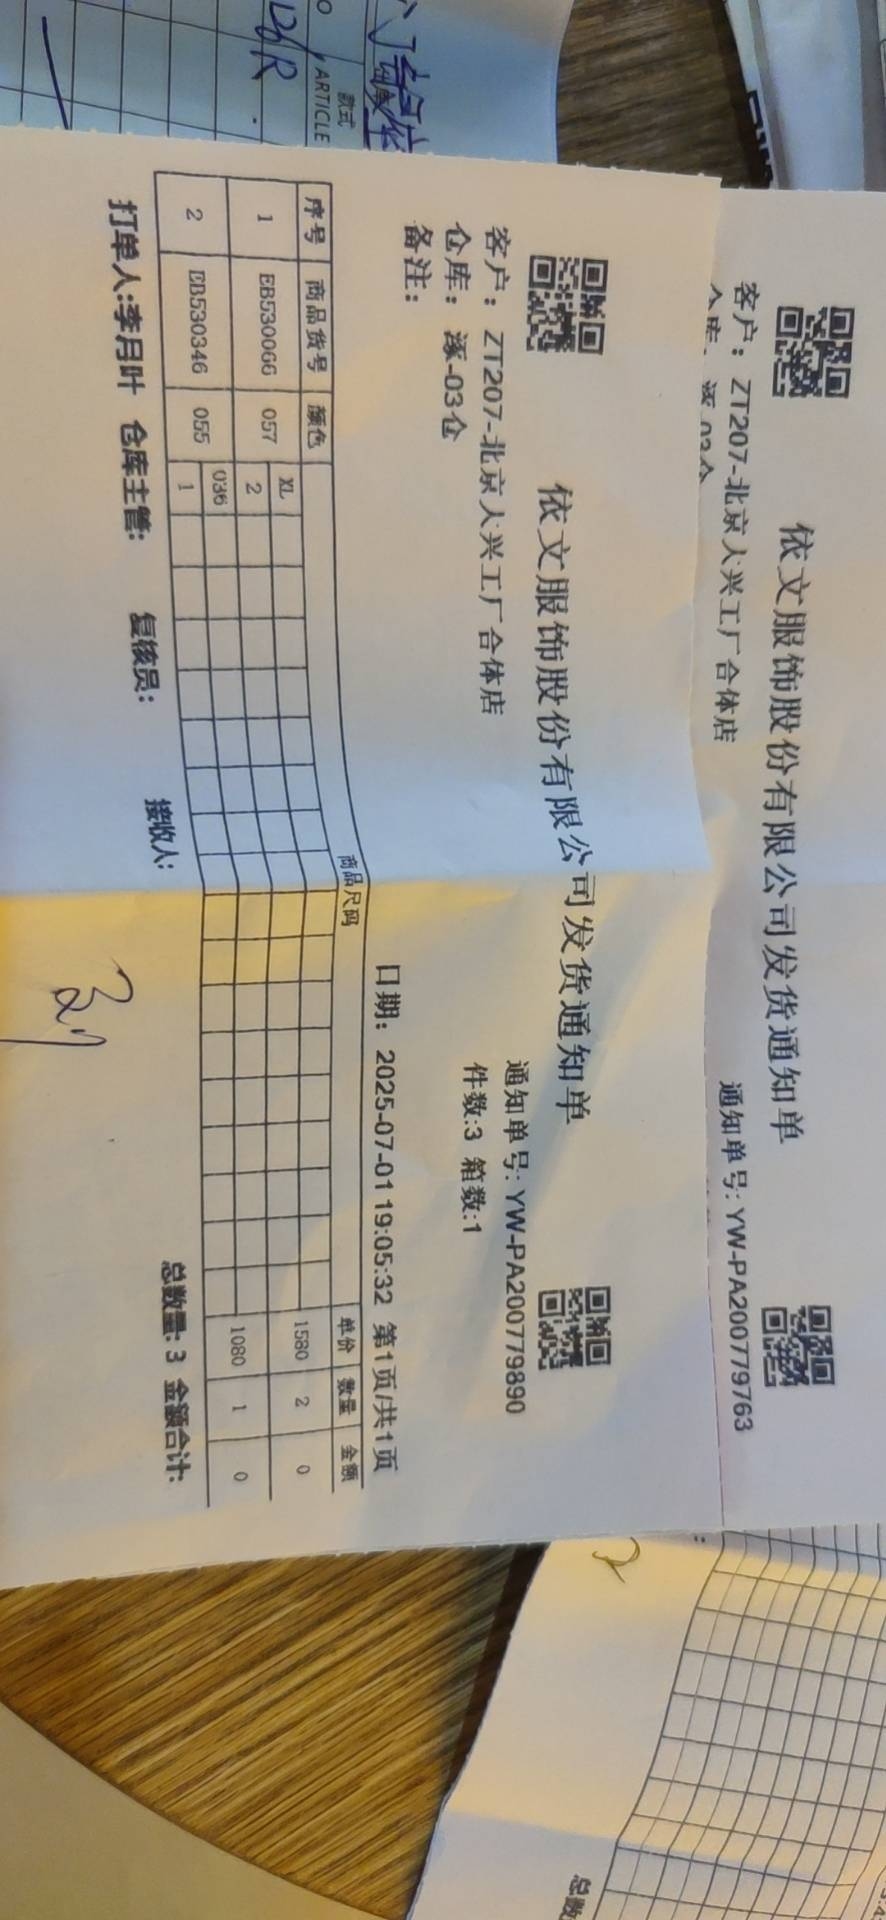 依文服饰股份有限公司发货通知单
客户：ZT207-北京大兴工厂合体店
通知单号: YW-PA200779763
依文服饰股份有限公司发货通知单
客户：ZT207-北京大兴工厂合体店
通知单号: YW-PA200779890
仓库：涿-03仓
件数:3 箱数:1
备注：
日期：2025-07-01 19:05:32 第1页/共1页
序号 商品货号 颜色 商品尺码 单价 数量 金额
XL
1 EB530066 057 2 1580 2 0
036
2 EB530346 055 1 1080 1 0
总数量: 3 金额合计:
打单人:李月叶 仓库主管: 复核员: 接收人:
款式
ARTICLE